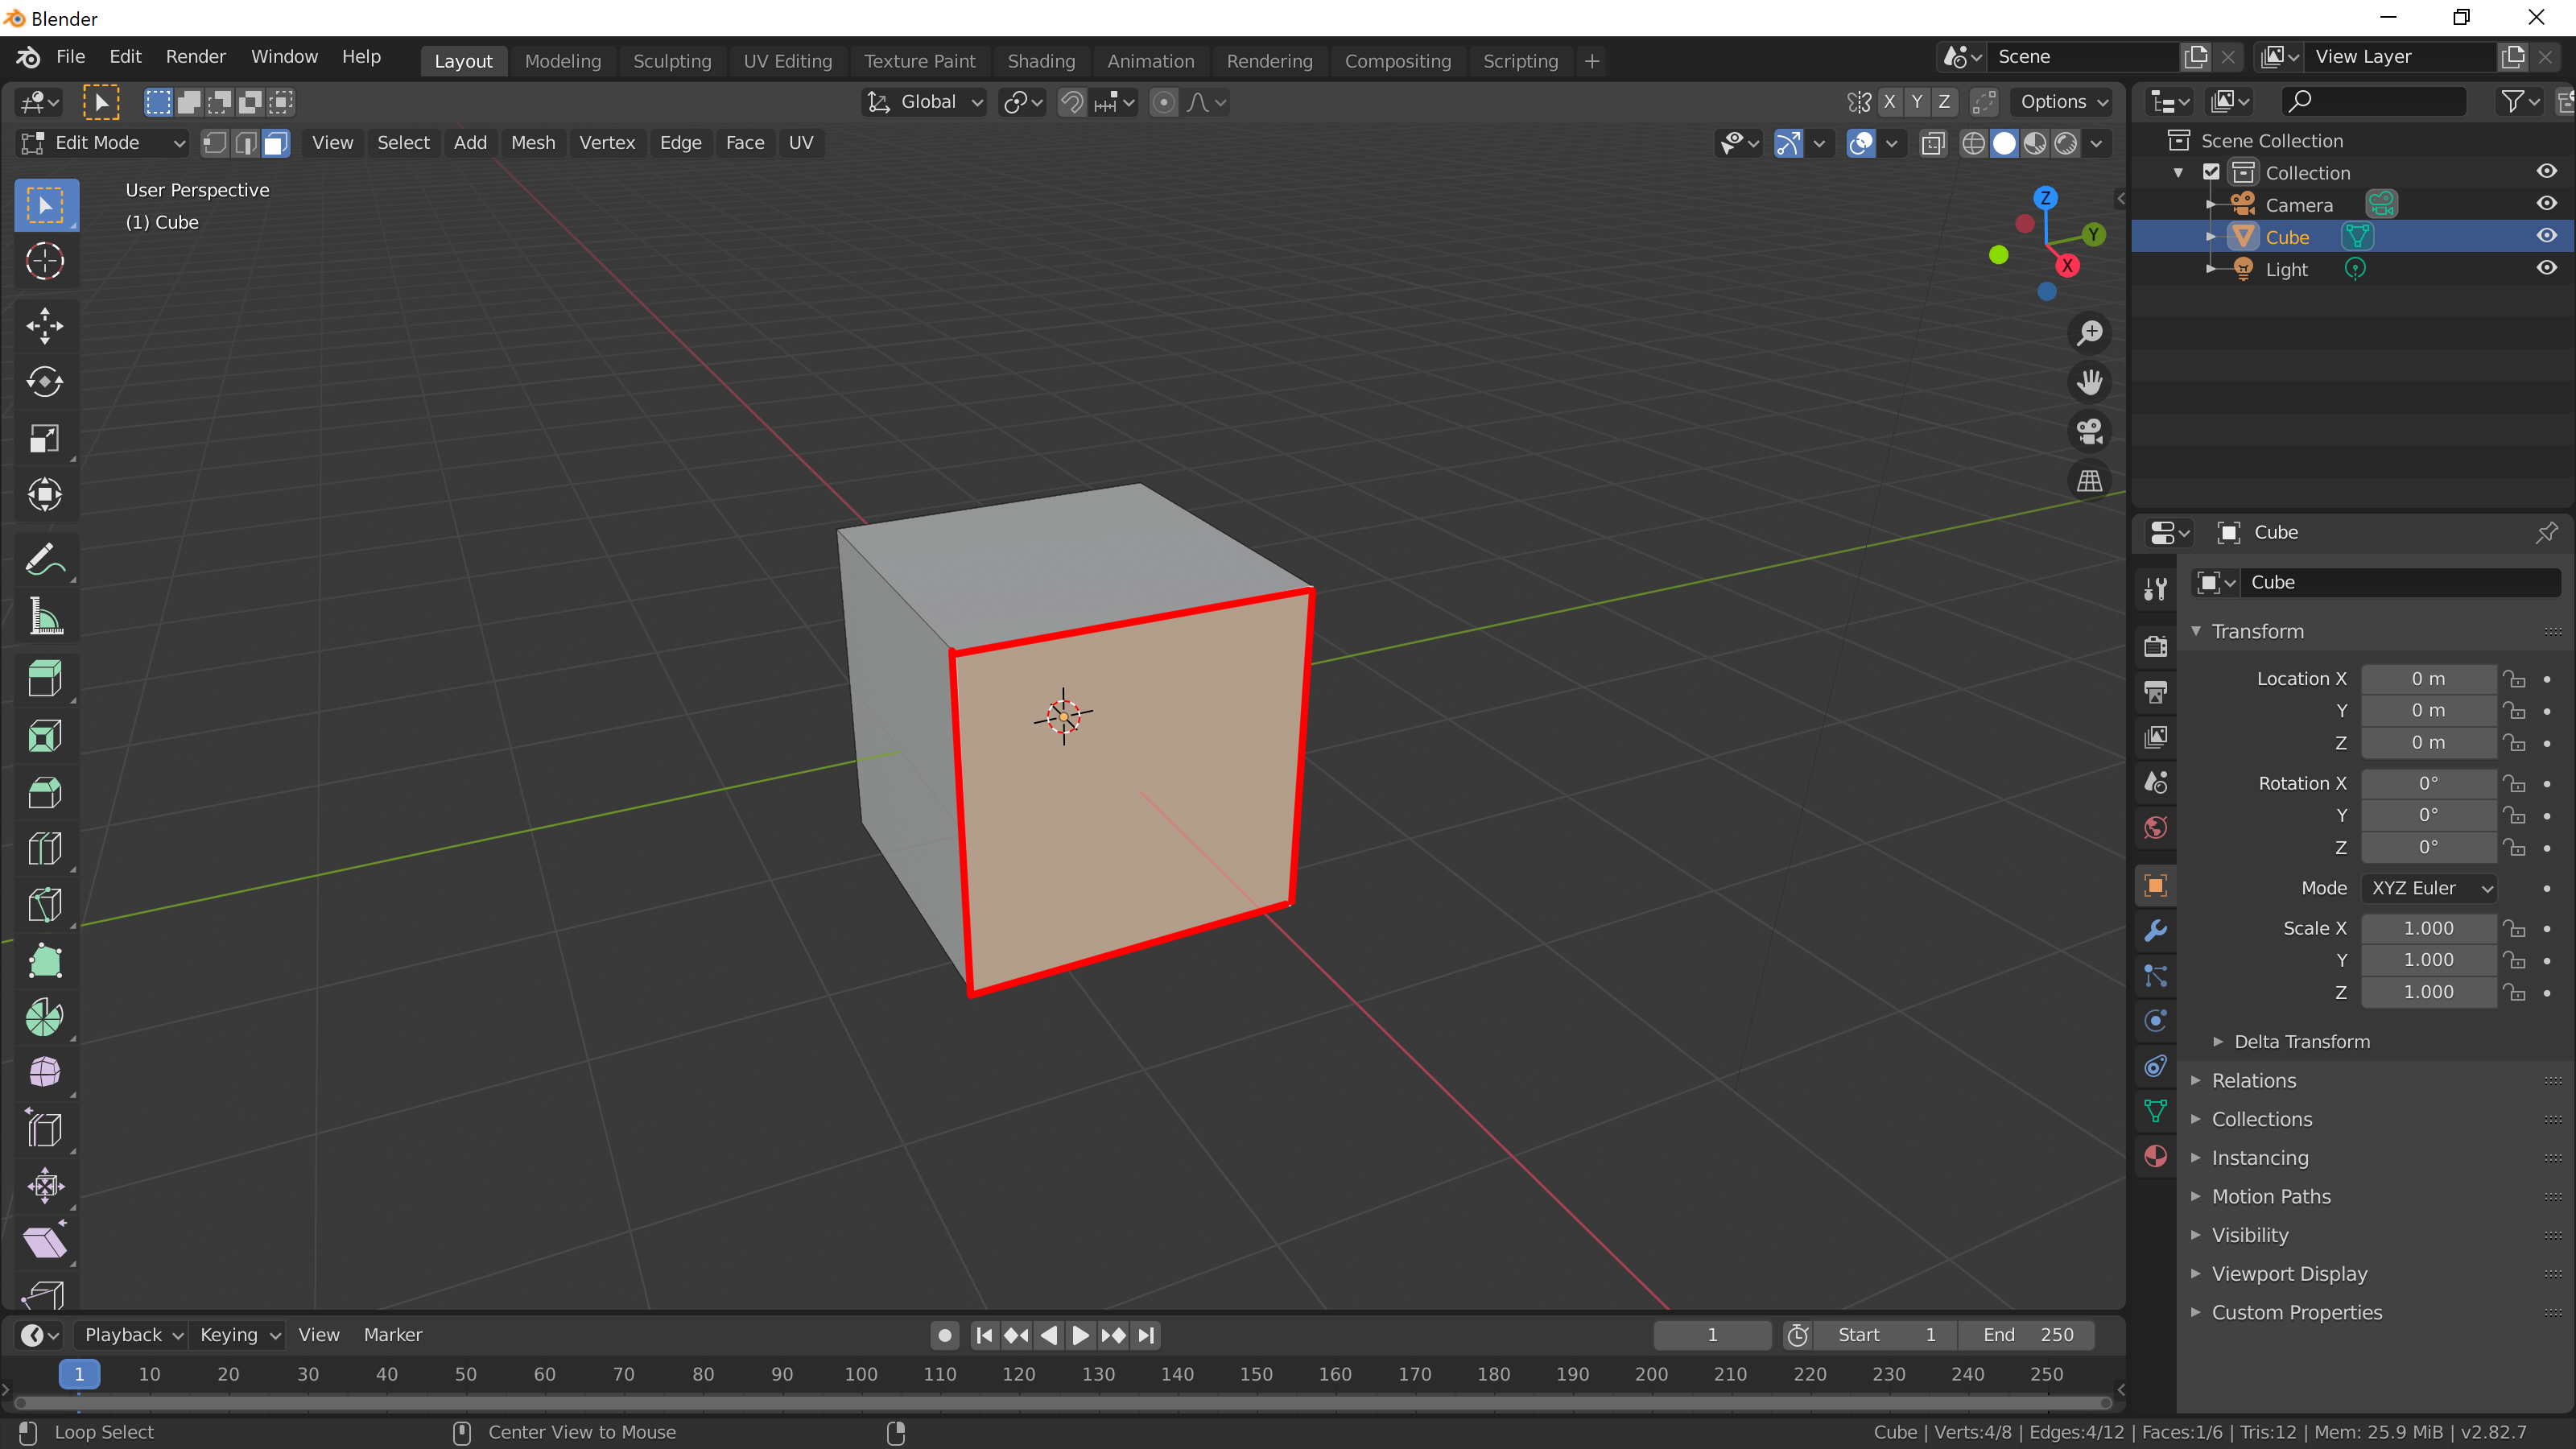 Blender
File Edit Render Window Help Layout Modeling Sculpting UV Editing Texture Paint Shading Animation Rendering Compositing Scripting + Scene View Layer
Global X Y Z Options
Edit Mode View Select Add Mesh Vertex Edge Face UV
User Perspective
(1) Cube
Z
Y
X
Scene Collection
Collection
Camera
Cube
Light
Cube
Cube
Transform
Location X 0 m
Y 0 m
Z 0 m
Rotation X 0°
Y 0°
Z 0°
Mode XYZ Euler
Scale X 1.000
Y 1.000
Z 1.000
Delta Transform
Relations
Collections
Instancing
Motion Paths
Visibility
Viewport Display
Custom Properties
Playback Keying View Marker 1 Start 1 End 250
1 10 20 30 40 50 60 70 80 90 100 110 120 130 140 150 160 170 180 190 200 210 220 230 240 250
Loop Select Center View to Mouse Cube | Verts:4/8 | Edges:4/12 | Faces:1/6 | Tris:12 | Mem: 25.9 MiB | v2.82.7